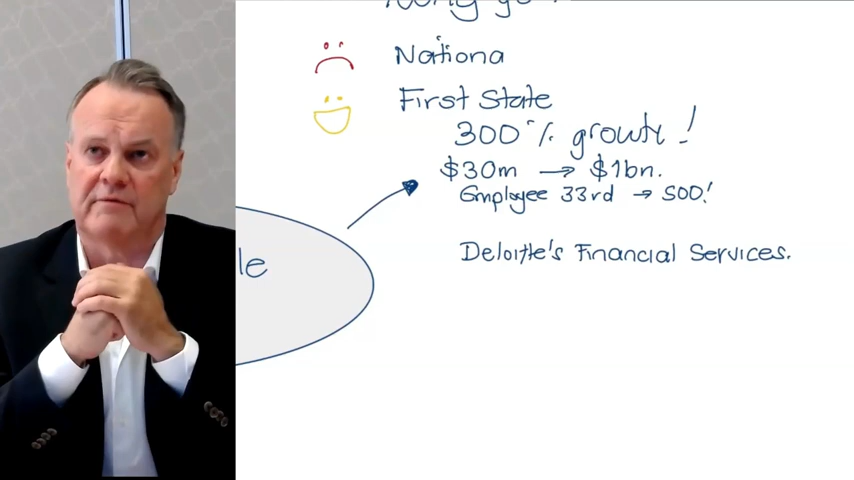 Nationa
First State
300% growth!
$30m → $1bn.
Employee 33rd → 500!
le
Deloitte's Financial Services.